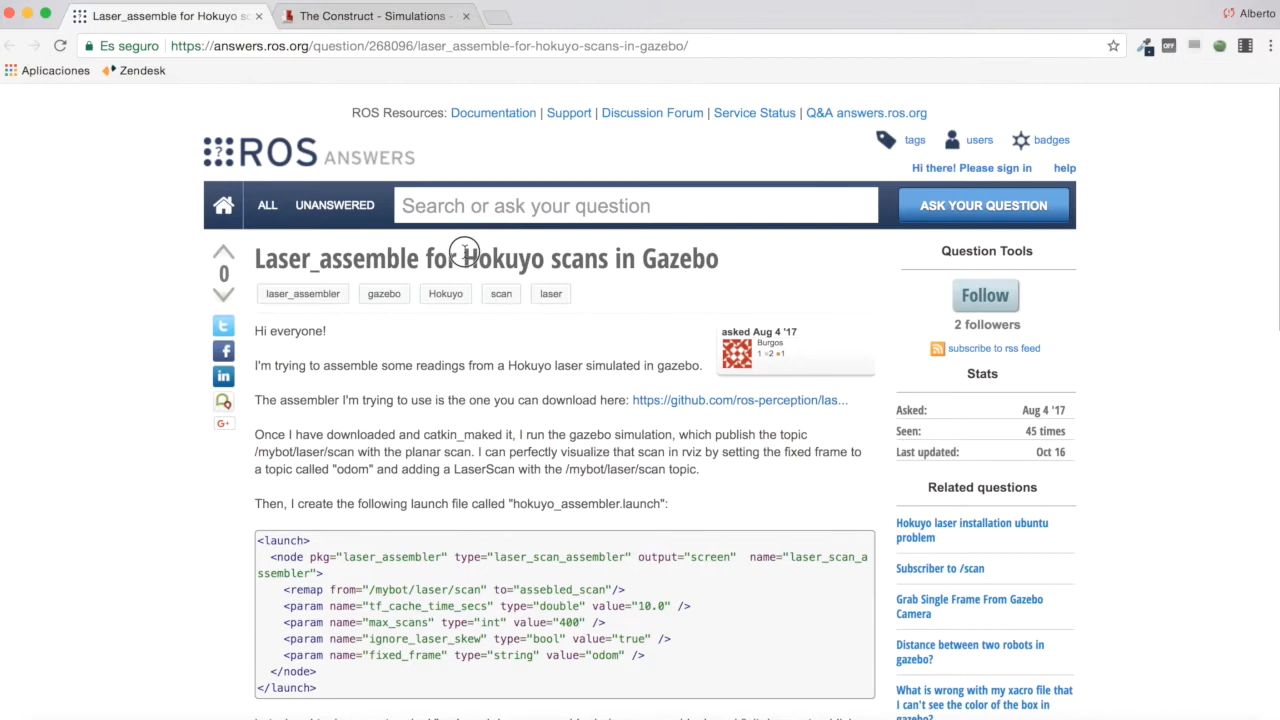 Laser_assemble for Hokuyo sc
The Construct - Simulations -
Alberto
Es seguro https://answers.ros.org/question/268096/laser_assemble-for-hokuyo-scans-in-gazebo/
OFF
Aplicaciones Zendesk
ROS Resources: Documentation | Support | Discussion Forum | Service Status | Q&A answers.ros.org
ROS ANSWERS
tags users badges
Hi there! Please sign in help
ALL UNANSWERED Search or ask your question ASK YOUR QUESTION
Laser_assemble for Hokuyo scans in Gazebo
0
laser_assembler gazebo Hokuyo scan laser
Hi everyone!
asked Aug 4 '17
Burgos
1 2 1
I'm trying to assemble some readings from a Hokuyo laser simulated in gazebo.
The assembler I'm trying to use is the one you can download here: https://github.com/ros-perception/las...
Once I have downloaded and catkin_maked it, I run the gazebo simulation, which publish the topic
/mybot/laser/scan with the planar scan. I can perfectly visualize that scan in rviz by setting the fixed frame to
a topic called "odom" and adding a LaserScan with the /mybot/laser/scan topic.
Then, I create the following launch file called "hokuyo_assembler.launch":
<launch>
<node pkg="laser_assembler" type="laser_scan_assembler" output="screen" name="laser_scan_a
ssembler">
<remap from="/mybot/laser/scan" to="assebled_scan"/>
<param name="tf_cache_time_secs" type="double" value="10.0" />
<param name="max_scans" type="int" value="400" />
<param name="ignore_laser_skew" type="bool" value="true" />
<param name="fixed_frame" type="string" value="odom" />
</node>
</launch>
Question Tools
Follow
2 followers
subscribe to rss feed
Stats
Asked: Aug 4 '17
Seen: 45 times
Last updated: Oct 16
Related questions
Hokuyo laser installation ubuntu
problem
Subscriber to /scan
Grab Single Frame From Gazebo
Camera
Distance between two robots in
gazebo?
What is wrong with my xacro file that
I can't see the color of the box in
gazebo?